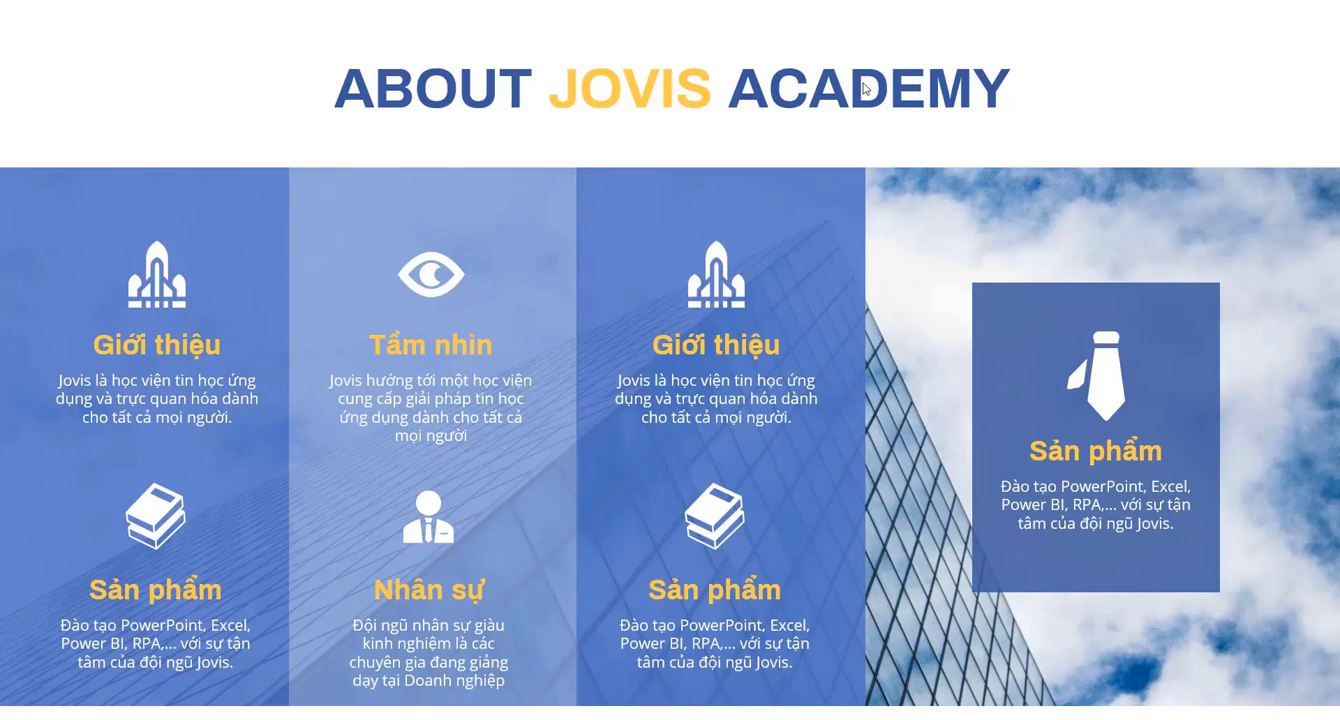 ABOUT JOVIS ACADEMY
Giới thiệu
Jovis là học viện tin học ứng
dụng và trực quan hóa dành
cho tất cả mọi người.
Sản phẩm
Đào tạo PowerPoint, Excel,
Power BI, RPA,... với sự tận
tâm của đội ngũ Jovis.
Tầm nhìn
Jovis hướng tới một học viện
cung cấp giải pháp tin học
ứng dụng dành cho tất cả
mọi người
Nhân sự
Đội ngũ nhân sự giàu
kinh nghiệm là các
chuyên gia đang giảng
dạy tại Doanh nghiệp
Giới thiệu
Jovis là học viện tin học ứng
dụng và trực quan hóa dành
cho tất cả mọi người.
Sản phẩm
Đào tạo PowerPoint, Excel,
Power BI, RPA,... với sự tận
tâm của đội ngũ Jovis.
Sản phẩm
Đào tạo PowerPoint, Excel,
Power BI, RPA,... với sự tận
tâm của đội ngũ Jovis.